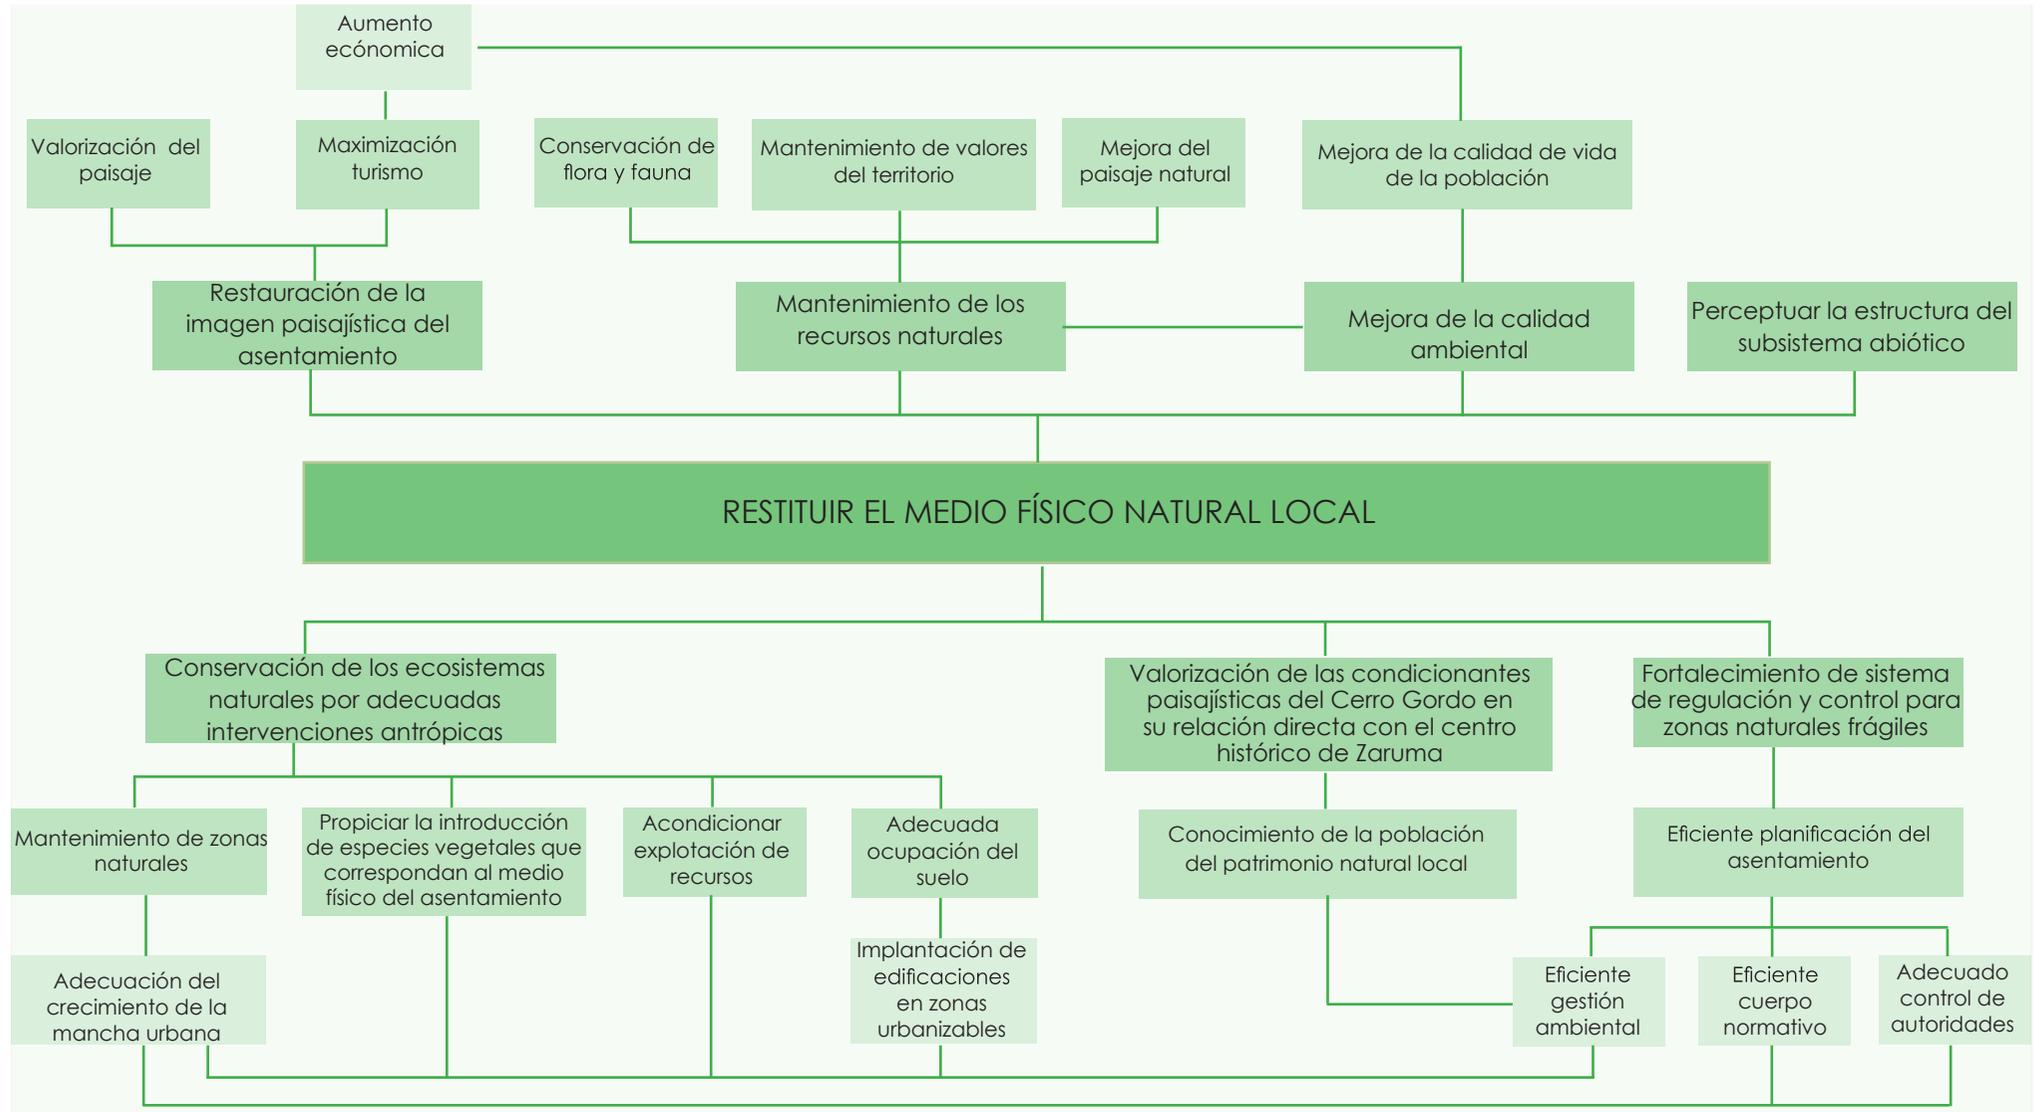 Aumento
ecónomica
Valorización del
paisaje
Maximización
turismo
Conservación de
flora y fauna
Mantenimiento de valores
del territorio
Mejora del
paisaje natural
Mejora de la calidad de vida
de la población
Restauración de la
imagen paisajística del
asentamiento
Mantenimiento de los
recursos naturales
Mejora de la calidad
ambiental
Perceptuar la estructura del
subsistema abiótico
RESTITUIR EL MEDIO FÍSICO NATURAL LOCAL
Conservación de los ecosistemas
naturales por adecuadas
intervenciones antrópicas
Valorización de las condicionantes
paisajísticas del Cerro Gordo en
su relación directa con el centro
histórico de Zaruma
Fortalecimiento de sistema
de regulación y control para
zonas naturales frágiles
Mantenimiento de zonas
naturales
Propiciar la introducción
de especies vegetales que
correspondan al medio
físico del asentamiento
Acondicionar
explotación de
recursos
Adecuada
ocupación del
suelo
Conocimiento de la población
del patrimonio natural local
Eficiente planificación del
asentamiento
Adecuación del
crecimiento de la
mancha urbana
Implantación de
edificaciones
en zonas
urbanizables
Eficiente
gestión
ambiental
Eficiente
cuerpo
normativo
Adecuado
control de
autoridades